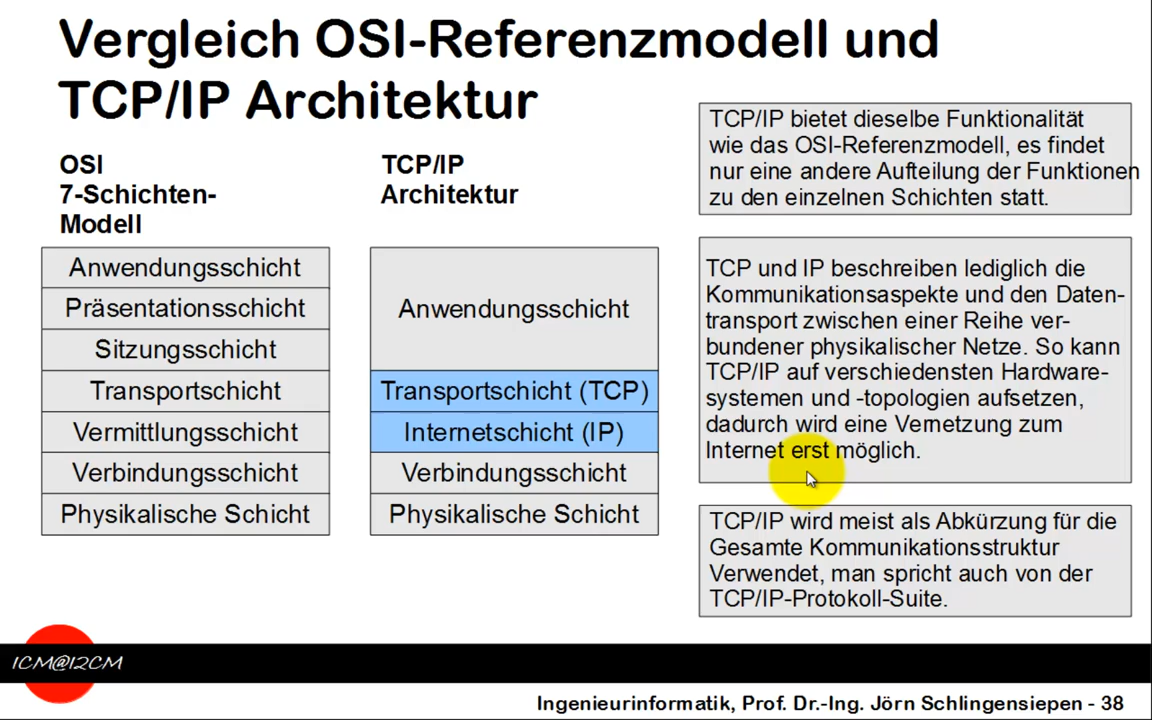 Vergleich OSI-Referenzmodell und
TCP/IP Architektur
OSI
7-Schichten-
Modell
Anwendungsschicht
Präsentationsschicht
Sitzungsschicht
Transportschicht
Vermittlungsschicht
Verbindungsschicht
Physikalische Schicht
TCP/IP
Architektur
Anwendungsschicht
Transportschicht (TCP)
Internetschicht (IP)
Verbindungsschicht
Physikalische Schicht
TCP/IP bietet dieselbe Funktionalität
wie das OSI-Referenzmodell, es findet
nur eine andere Aufteilung der Funktionen
zu den einzelnen Schichten statt.
TCP und IP beschreiben lediglich die
Kommunikationsaspekte und den Daten-
transport zwischen einer Reihe ver-
bundener physikalischer Netze. So kann
TCP/IP auf verschiedensten Hardware-
systemen und -topologien aufsetzen,
dadurch wird eine Vernetzung zum
Internet erst möglich.
TCP/IP wird meist als Abkürzung für die
Gesamte Kommunikationsstruktur
Verwendet, man spricht auch von der
TCP/IP-Protokoll-Suite.
ICM@I2CM
Ingenieurinformatik, Prof. Dr.-Ing. Jörn Schlingensiepen - 38